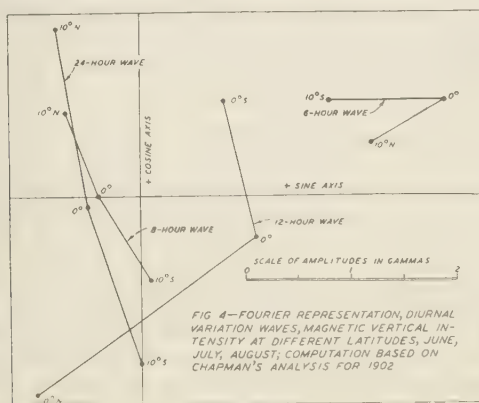 10°N
24-HOUR WAVE
10°N
0°S
10°S
0°
6-HOUR WAVE
10°N
+ COSINE AXIS
+ SINE AXIS
0°
0°
8-HOUR WAVE
12-HOUR WAVE
0°
10°S
SCALE OF AMPLITUDES IN GAMMAS
0 1 2
10°S
FIG 4—FOURIER REPRESENTATION, DIURNAL
VARIATION WAVES, MAGNETIC VERTICAL IN-
TENSITY AT DIFFERENT LATITUDES, JUNE,
JULY, AUGUST; COMPUTATION BASED ON
CHAPMAN'S ANALYSIS FOR 1902